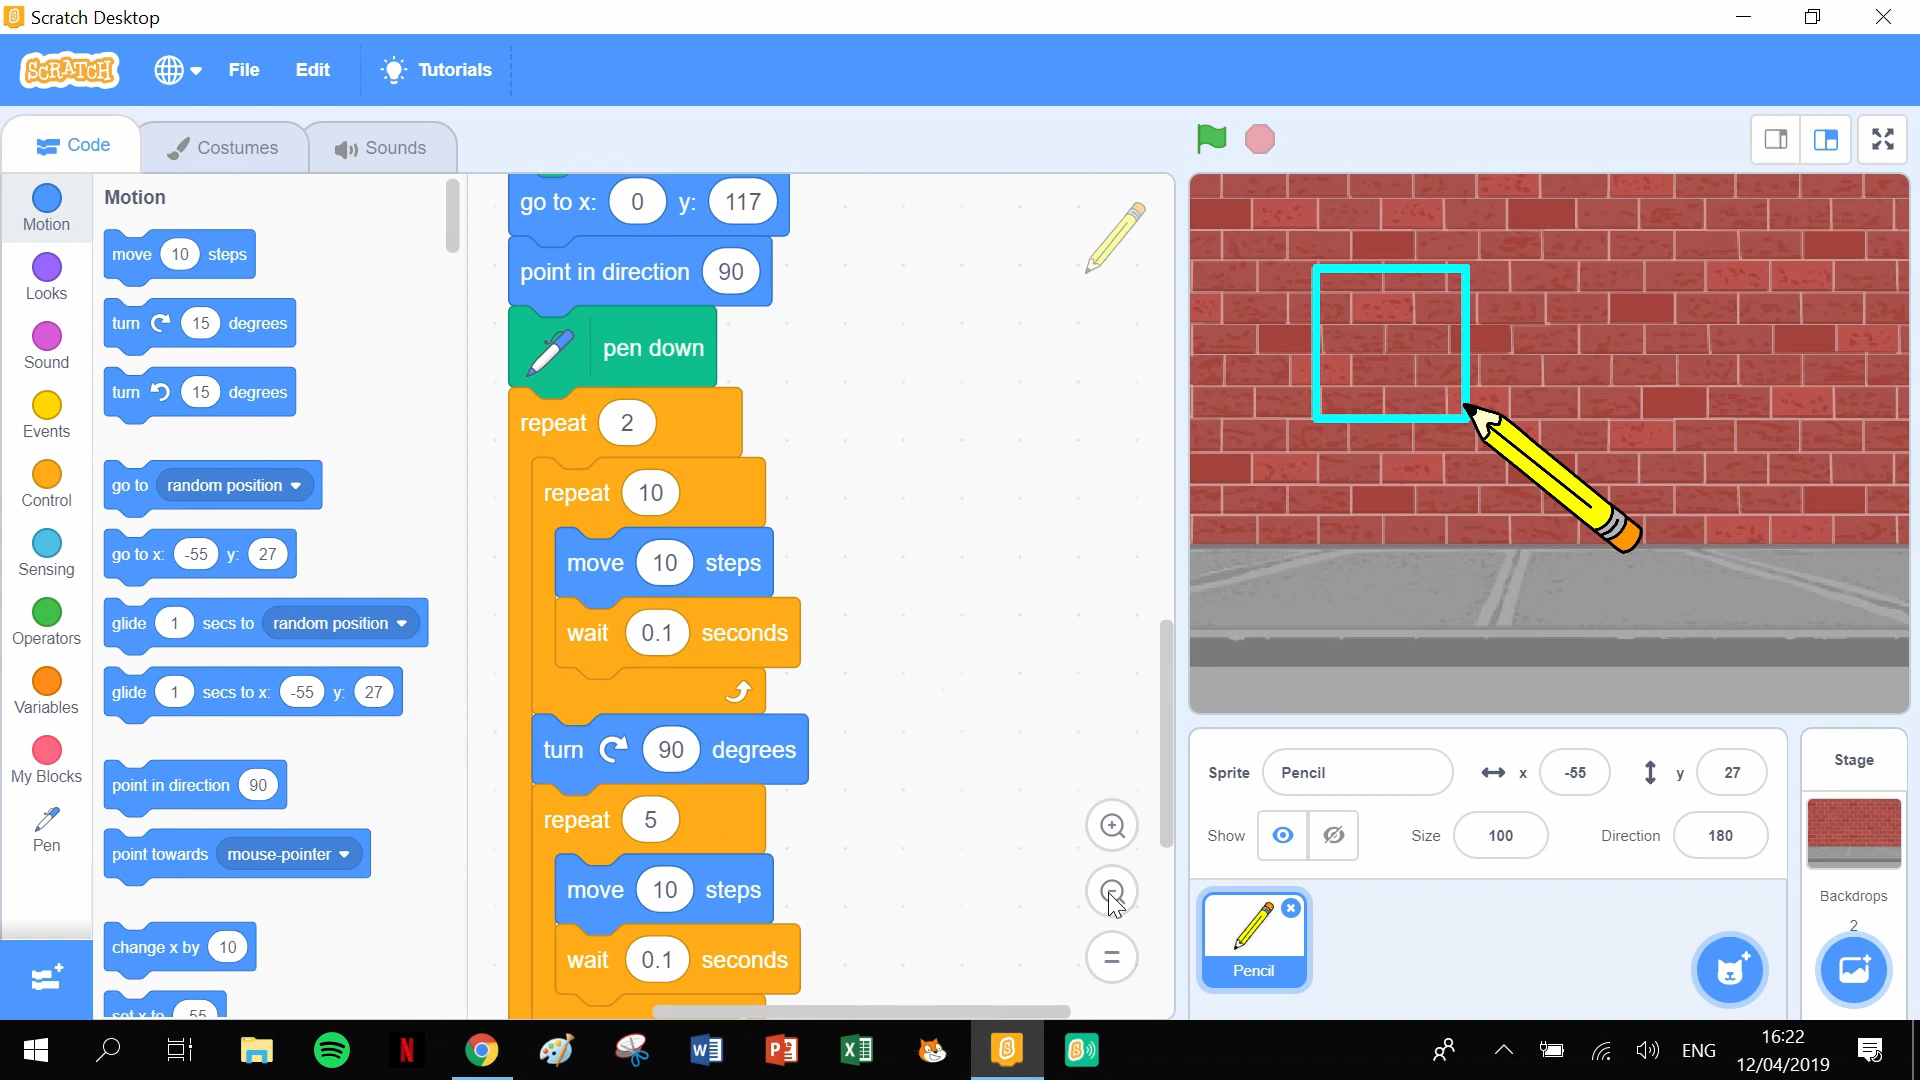 Scratch Desktop
SCRATCH File Edit Tutorials
Code Costumes Sounds
Motion
Looks
Sound
Events
Control
Sensing
Operators
Variables
My Blocks
Pen
Motion
move 10 steps
turn 15 degrees
turn 15 degrees
go to random position
go to x: -55 y: 27
glide 1 secs to random position
glide 1 secs to x: -55 y: 27
point in direction 90
point towards mouse-pointer
change x by 10
set x to -55
go to x: 0 y: 117
point in direction 90
pen down
repeat 2
repeat 10
move 10 steps
wait 0.1 seconds
turn 90 degrees
repeat 5
move 10 steps
wait 0.1 seconds
Sprite Pencil x -55 y 27
Show Size 100 Direction 180
Pencil
Stage
Backdrops
2
ENG
16:22
12/04/2019